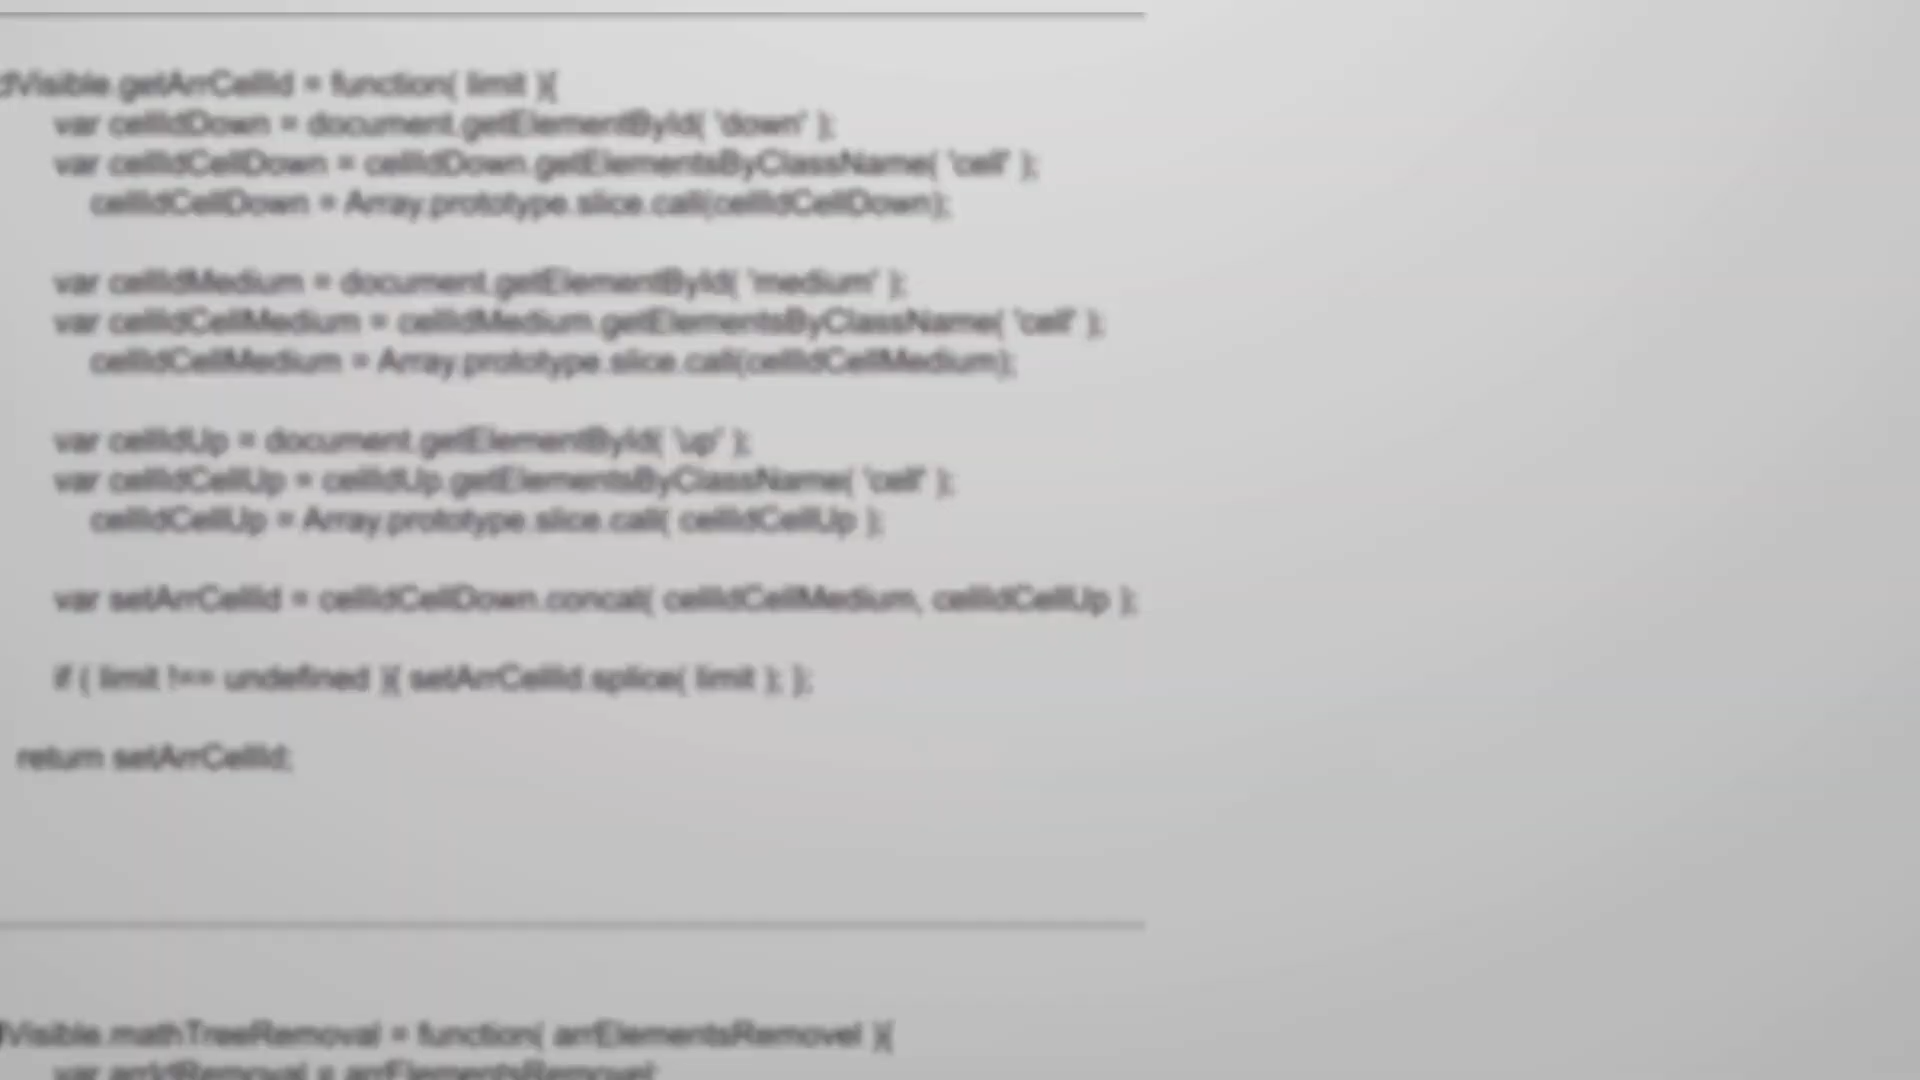 dVisible.getArrCellId = function( limit ){
var cellIdDown = document.getElementById( 'down' );
var cellIdCellDown = cellIdDown.getElementsByClassName( 'cell' );
cellIdCellDown = Array.prototype.slice.call(cellIdCellDown);
var cellIdMedium = document.getElementById( 'medium' );
var cellIdCellMedium = cellIdMedium.getElementsByClassName( 'cell' );
cellIdCellMedium = Array.prototype.slice.call(cellIdCellMedium);
var cellIdUp = document.getElementById( 'up' );
var cellIdCellUp = cellIdUp.getElementsByClassName( 'cell' );
cellIdCellUp = Array.prototype.slice.call( cellIdCellUp );
var setArrCellId = cellIdCellDown.concat( cellIdCellMedium, cellIdCellUp );
if ( limit !== undefined ){ setArrCellId.splice( limit ); };
return setArrCellId;
Visible.mathTreeRemoval = function( arrElementsRemovel ){
var arrIdRemoval = arrElementsRemovel;